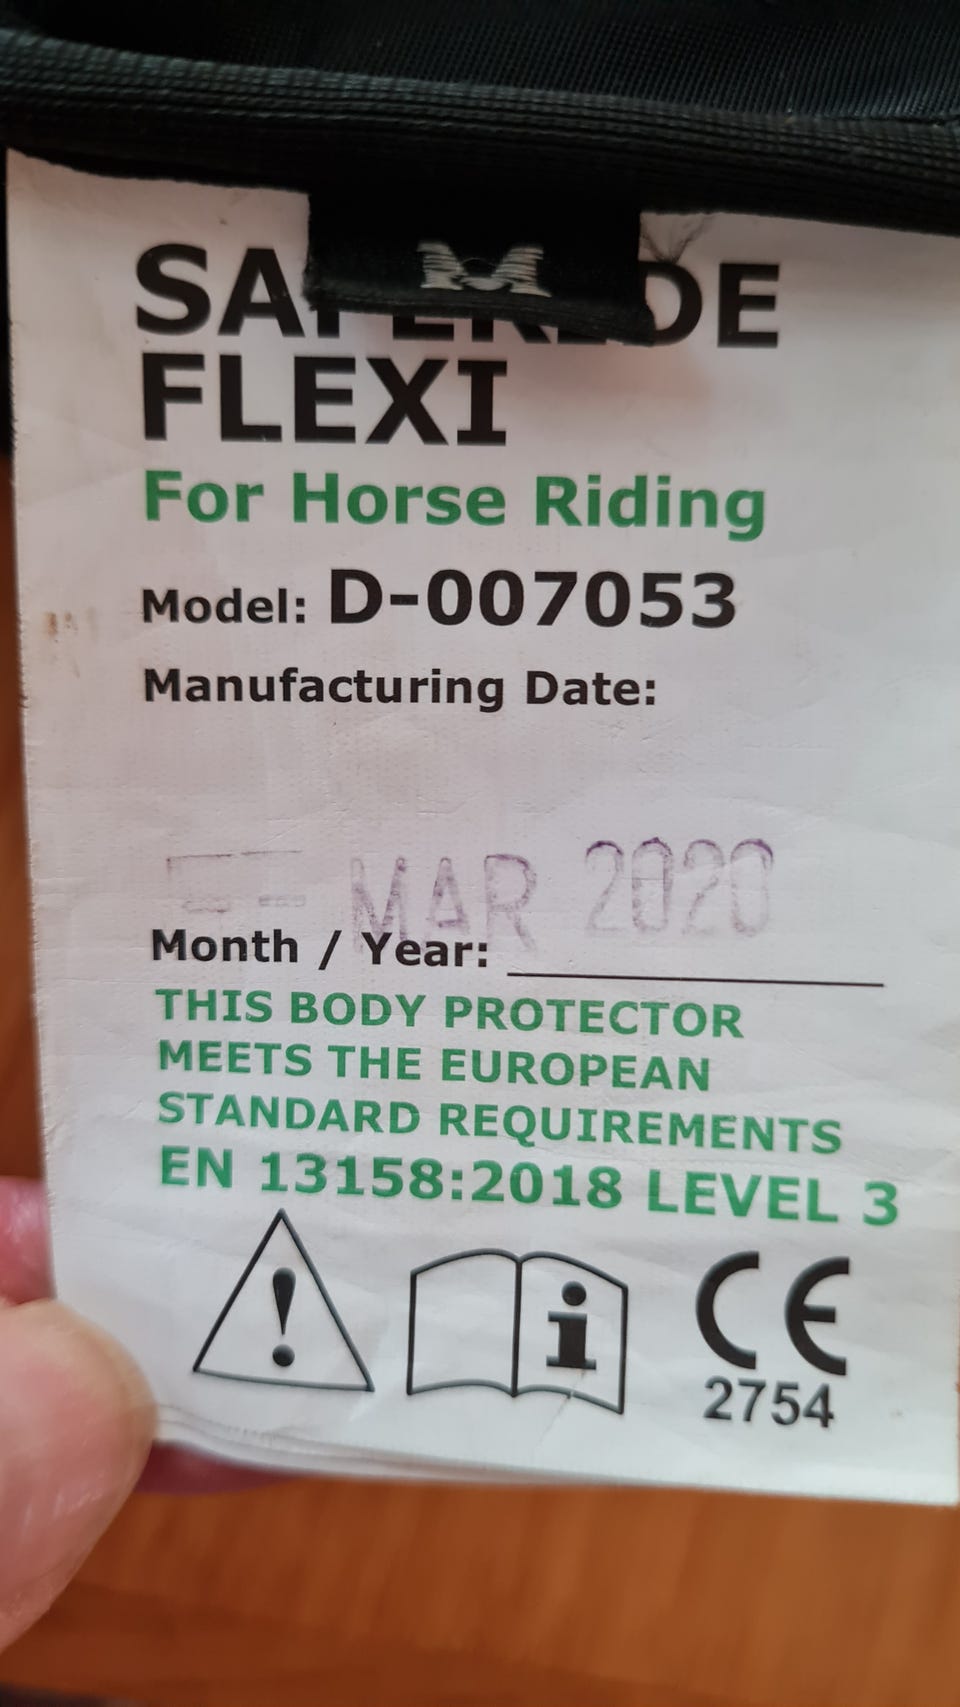 M
SAFERIDE
FLEXI
For Horse Riding
Model: D-007053
Manufacturing Date:
MAR 2020
Month / Year:
THIS BODY PROTECTOR
MEETS THE EUROPEAN
STANDARD REQUIREMENTS
EN 13158:2018 LEVEL 3
! i CE
2754